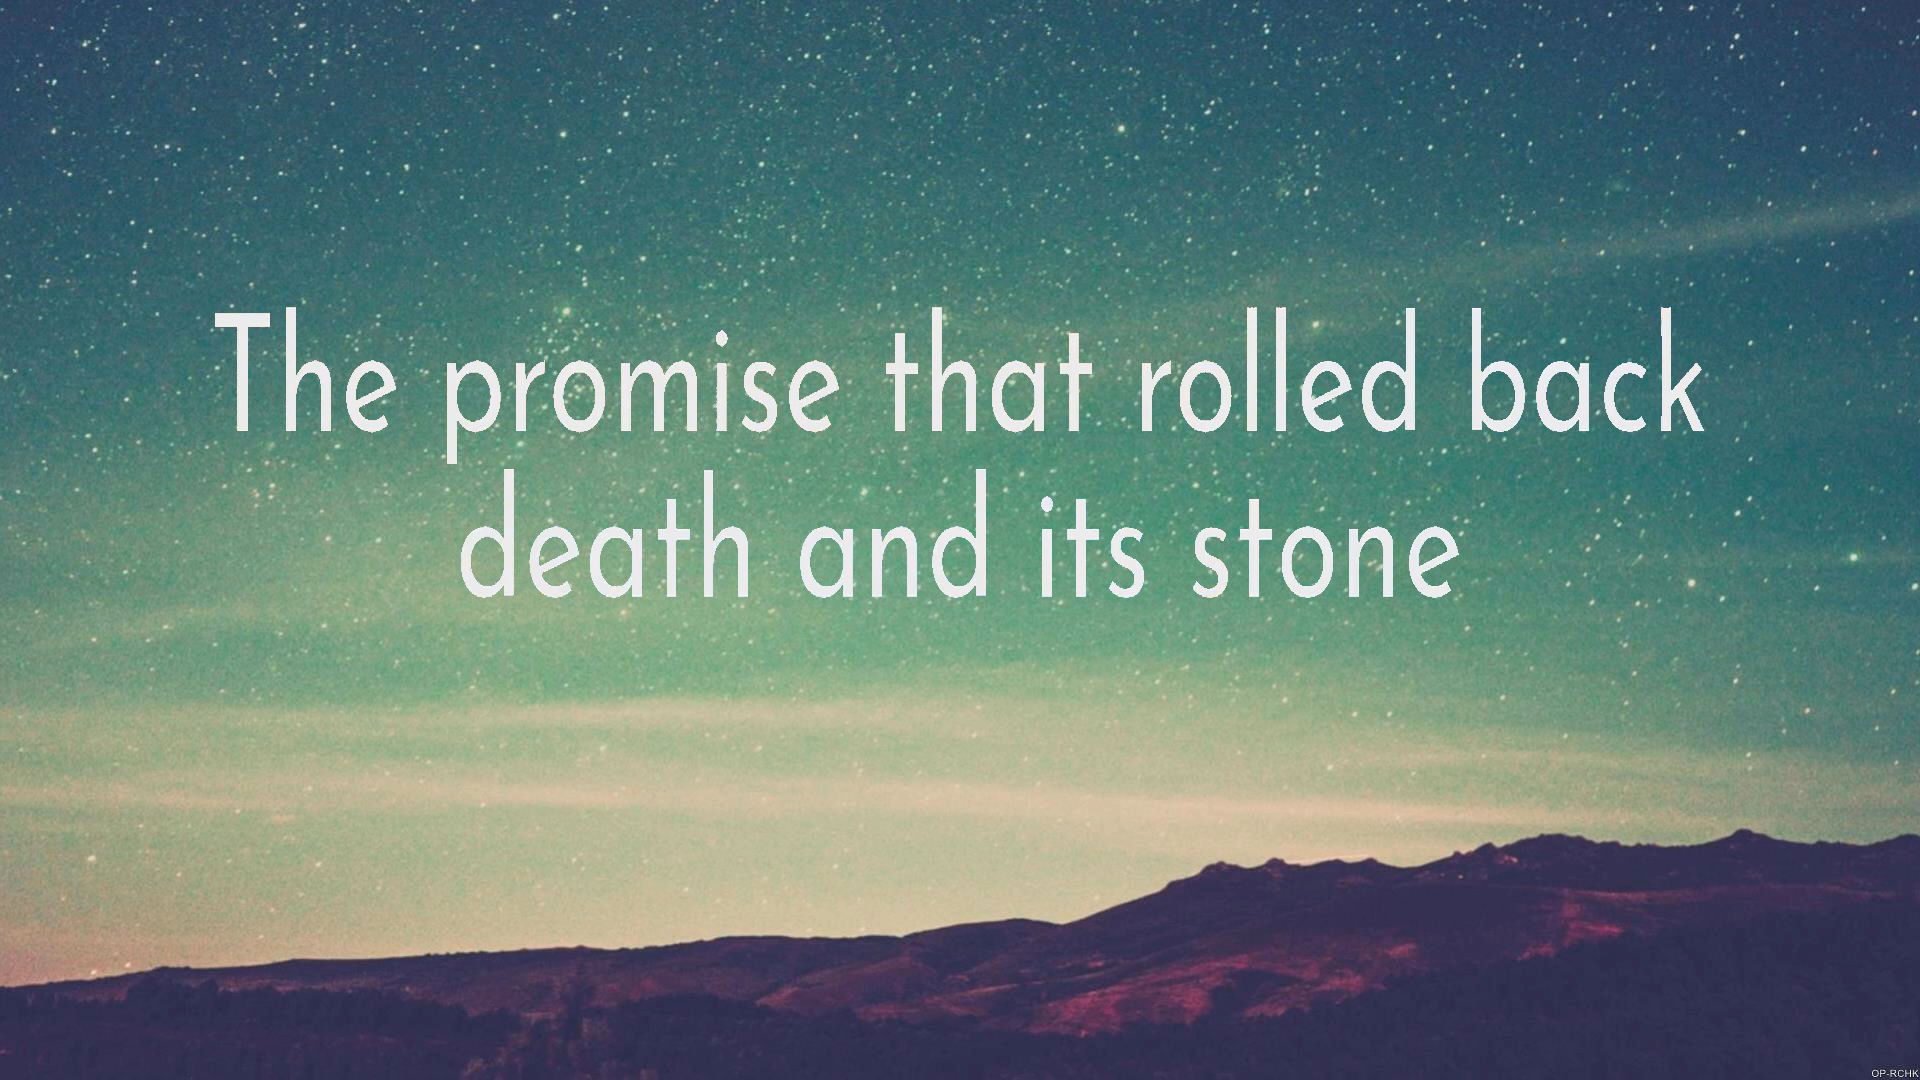 The promise that rolled back
death and its stone
OP-RCHK